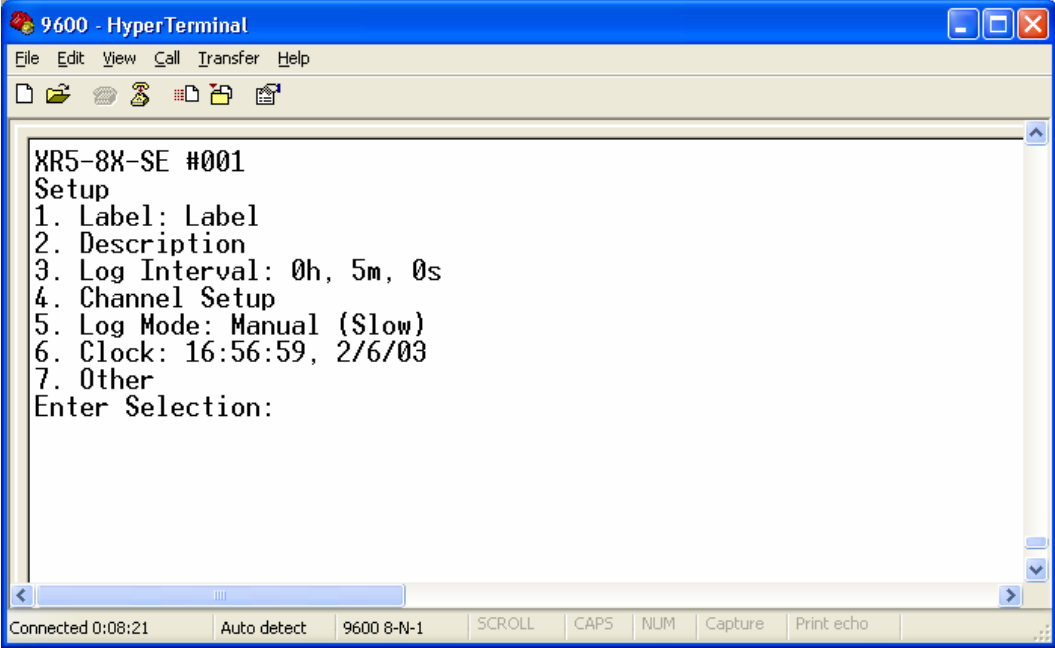 9600 - HyperTerminal
File Edit View Call Transfer Help
XR5-8X-SE #001
Setup
1. Label: Label
2. Description
3. Log Interval: 0h, 5m, 0s
4. Channel Setup
5. Log Mode: Manual (Slow)
6. Clock: 16:56:59, 2/6/03
7. Other
Enter Selection:
Connected 0:08:21 Auto detect 9600 8-N-1 SCROLL CAPS NUM Capture Print echo